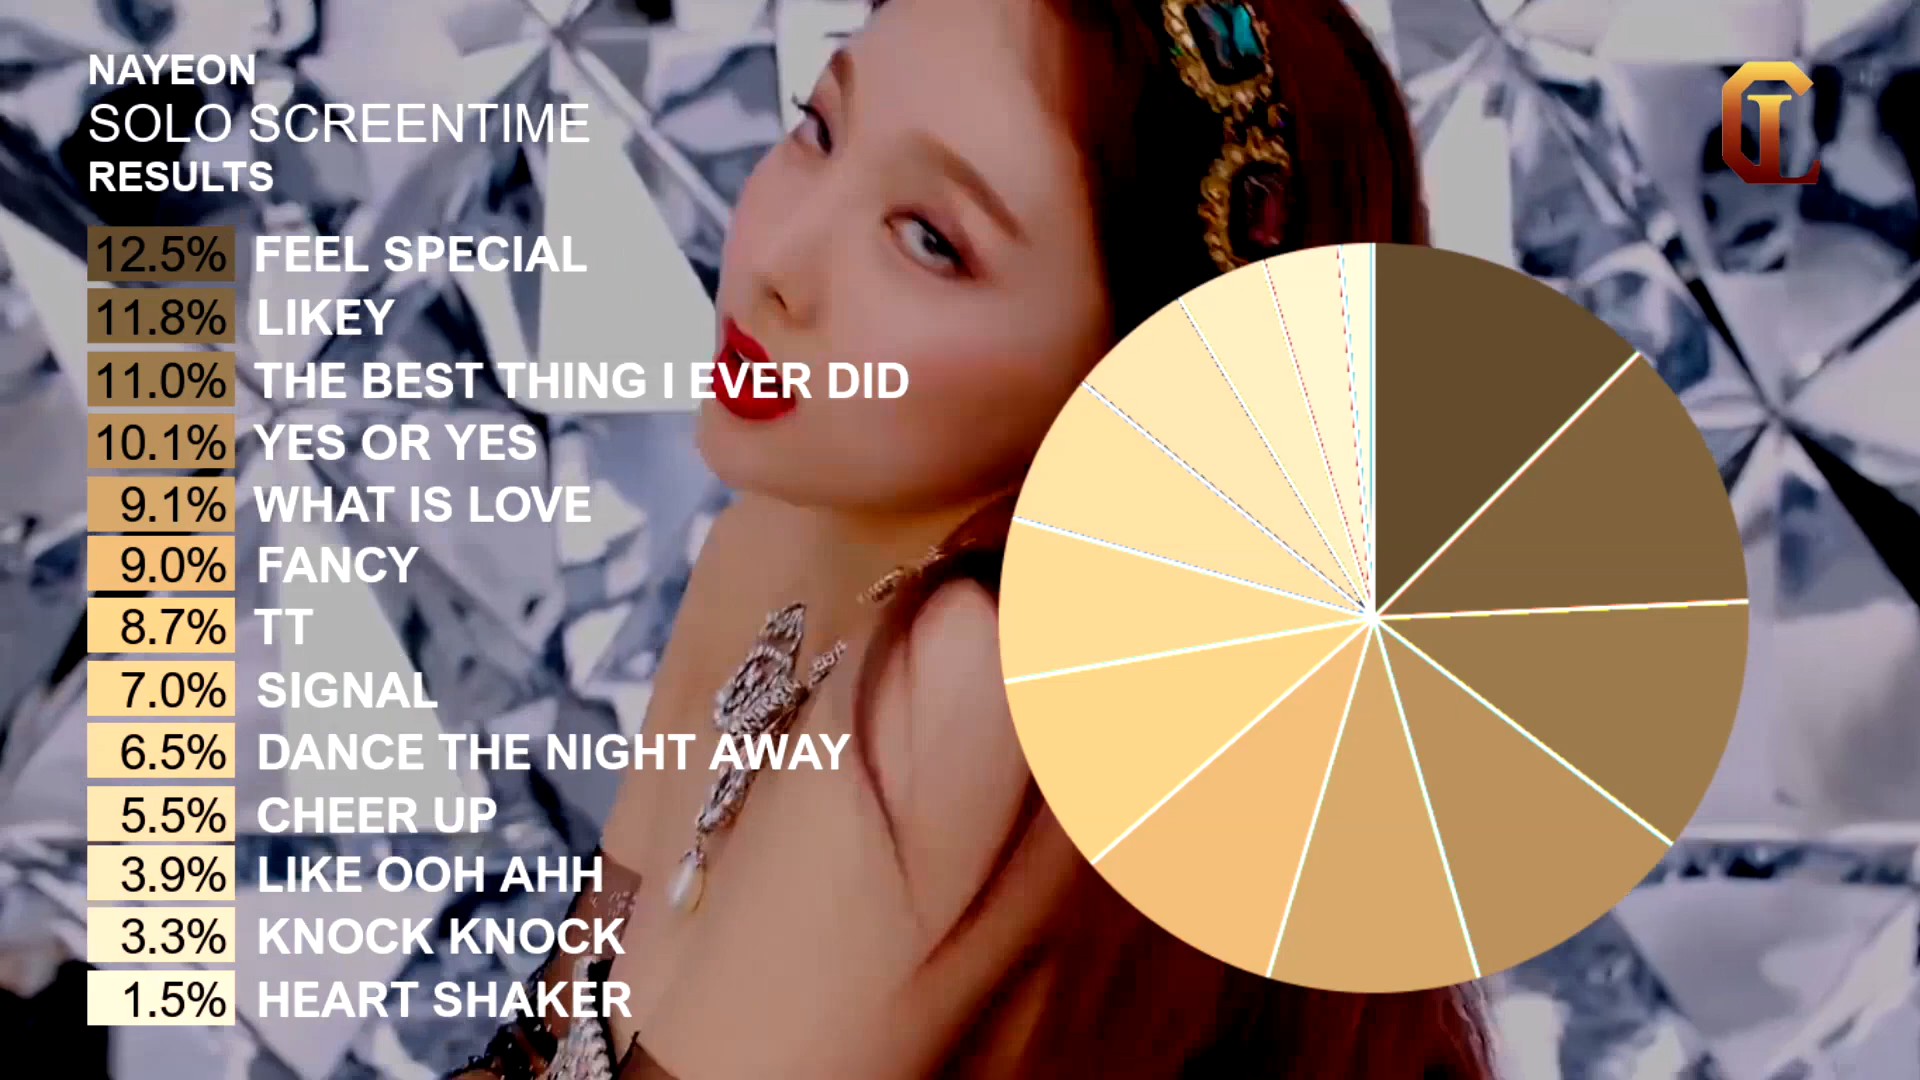 NAYEON
SOLO SCREENTIME
RESULTS
12.5% FEEL SPECIAL
11.8% LIKEY
11.0% THE BEST THING I EVER DID
10.1% YES OR YES
9.1% WHAT IS LOVE
9.0% FANCY
8.7% TT
7.0% SIGNAL
6.5% DANCE THE NIGHT AWAY
5.5% CHEER UP
3.9% LIKE OOH AHH
3.3% KNOCK KNOCK
1.5% HEART SHAKER